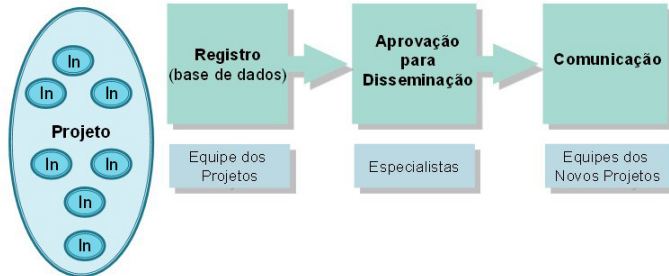 In
In
In
Projeto
In
In
In
In
Registro
(base de dados)
Aprovação
para
Disseminação
Comunicação
Equipe dos
Projetos
Especialistas
Equipes dos
Novos Projetos